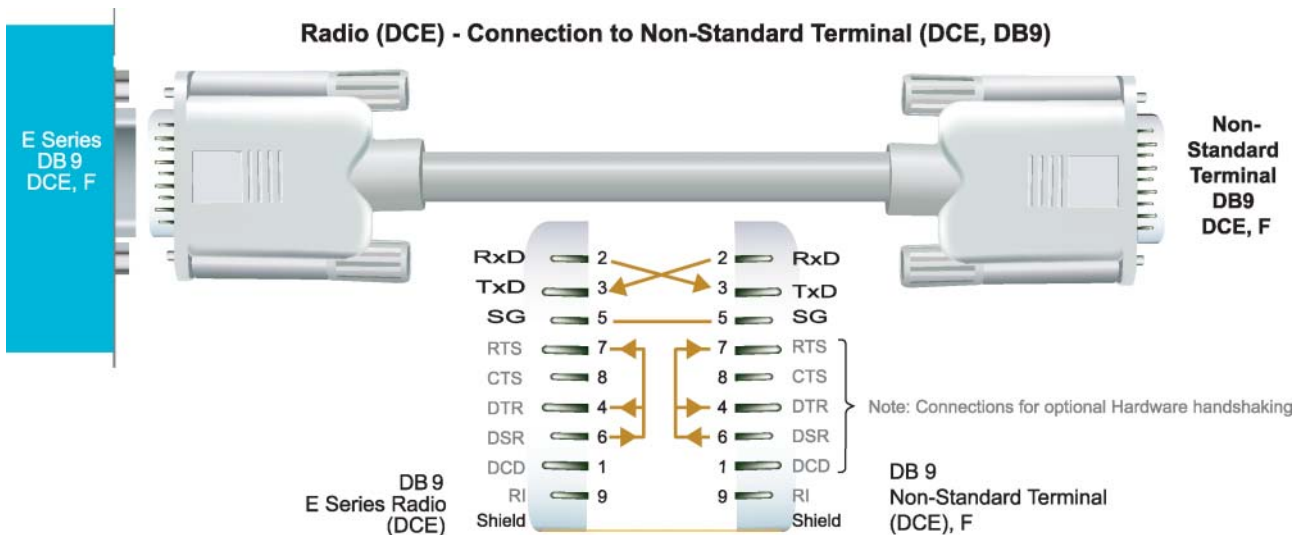 Radio (DCE) - Connection to Non-Standard Terminal (DCE, DB9)
E Series
DB 9
DCE, F
Non-
Standard
Terminal
DB9
DCE, F
RxD 2 2 RxD
TxD 3 3 TxD
SG 5 5 SG
RTS 7 7 RTS
CTS 8 8 CTS
DTR 4 4 DTR
Note: Connections for optional Hardware handshaking
DSR 6 6 DSR
DCD 1 1 DCD
RI 9 9 RI
Shield Shield
DB 9
E Series Radio
(DCE)
DB 9
Non-Standard Terminal
(DCE), F